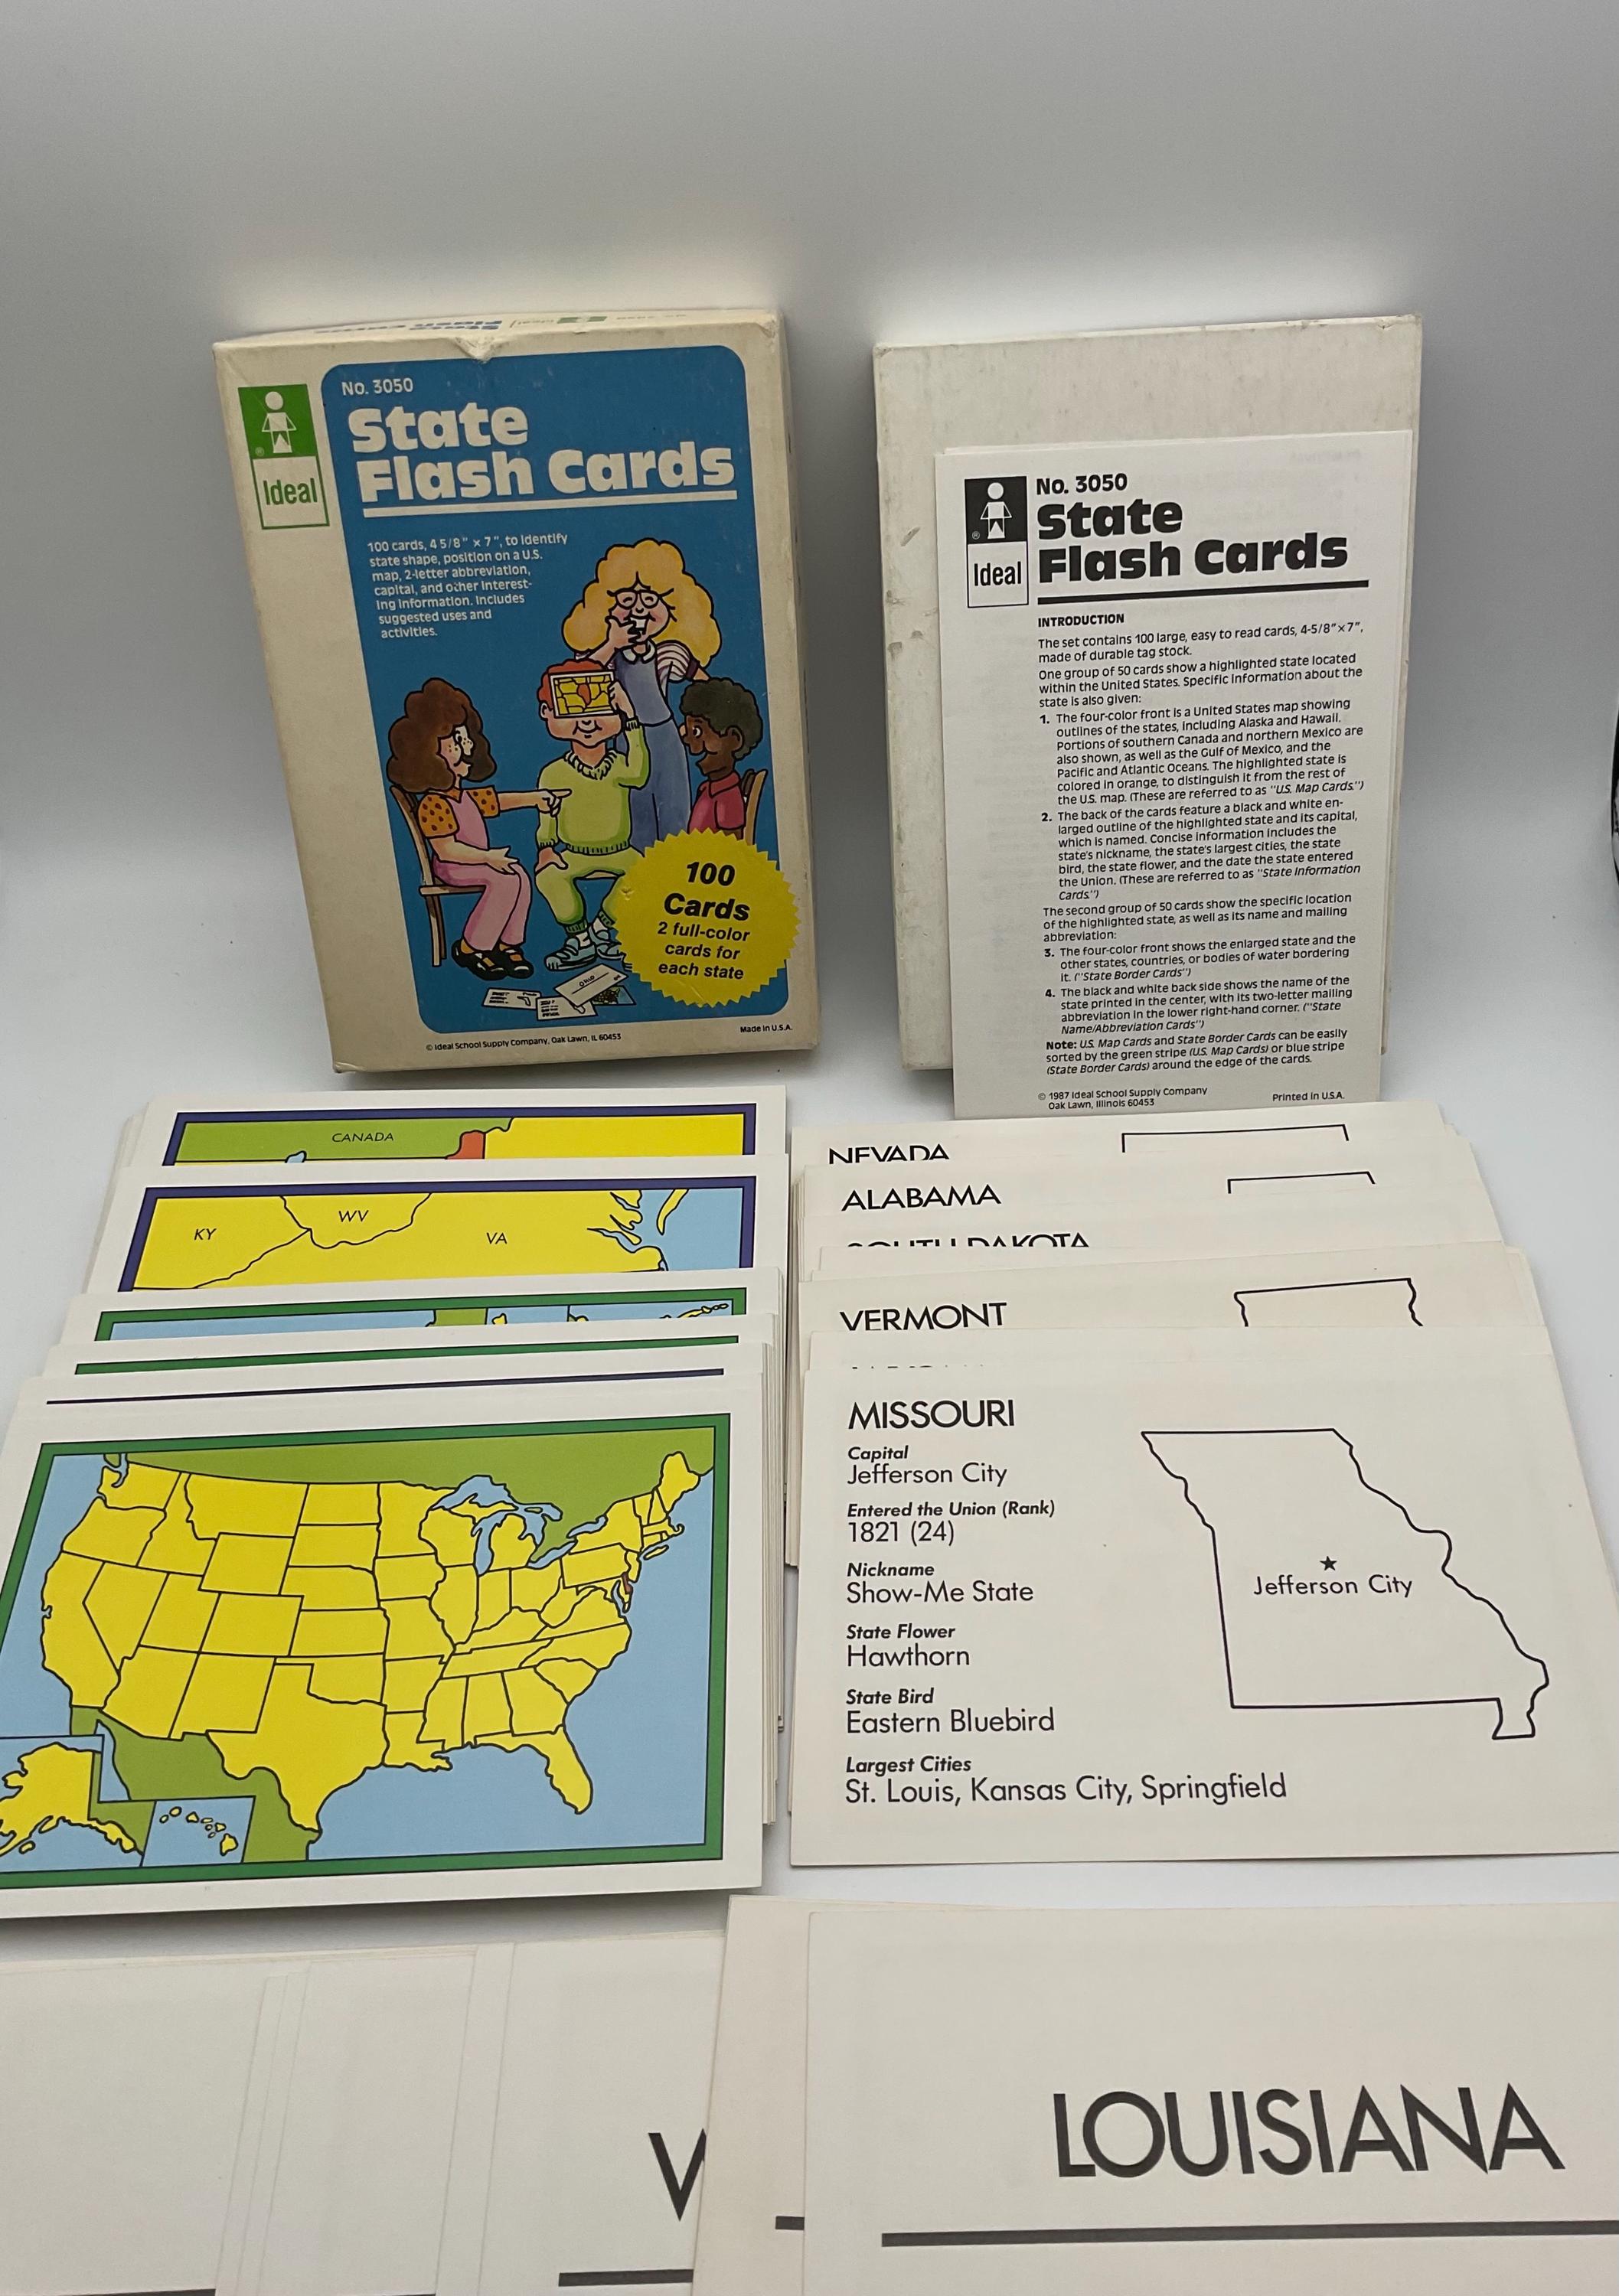 No. 3050
State
Flash Cards
Ideal
100 cards, 4 5/8" × 7", to identify
state shape, position on a U.S.
map, 2-letter abbreviation,
capital, and other interest-
ing information. Includes
suggested uses and
activities.
100
Cards
2 full-color
cards for
each state
© Ideal School Supply Company, Oak Lawn, IL 60453
Made in U.S.A.
No. 3050
State
Flash Cards
Ideal
INTRODUCTION
The set contains 100 large, easy to read cards, 4-5/8"×7",
made of durable tag stock.
One group of 50 cards show a highlighted state located
within the United States. Specific information about the
state is also given:
1. The four-color front is a United States map showing
outlines of the states, including Alaska and Hawaii.
Portions of southern Canada and northern Mexico are
also shown, as well as the Gulf of Mexico, and the
Pacific and Atlantic Oceans. The highlighted state is
colored in orange, to distinguish it from the rest of
the U.S. map. (These are referred to as "U.S. Map Cards.")
2. The back of the cards feature a black and white en-
larged outline of the highlighted state and its capital,
which is named. Concise information includes the
state's nickname, the state's largest cities, the state
bird, the state flower, and the date the state entered
the Union. (These are referred to as "State Information
Cards.")
The second group of 50 cards show the specific location
of the highlighted state, as well as its name and mailing
abbreviation:
3. The four-color front shows the enlarged state and the
other states, countries, or bodies of water bordering
it. ("State Border Cards")
4. The black and white back side shows the name of the
state printed in the center, with its two-letter mailing
abbreviation in the lower right-hand corner. ("State
Name/Abbreviation Cards")
Note: U.S. Map Cards and State Border Cards can be easily
sorted by the green stripe (U.S. Map Cards) or blue stripe
(State Border Cards) around the edge of the cards.
© 1987 Ideal School Supply Company
Oak Lawn, Illinois 60453
Printed in U.S.A.
CANADA
KY
WV
VA
NEVADA
ALABAMA
SOUTH DAKOTA
VERMONT
MISSOURI
Capital
Jefferson City
Entered the Union (Rank)
1821 (24)
Nickname
Show-Me State
State Flower
Hawthorn
State Bird
Eastern Bluebird
Largest Cities
St. Louis, Kansas City, Springfield
Jefferson City
LOUISIANA